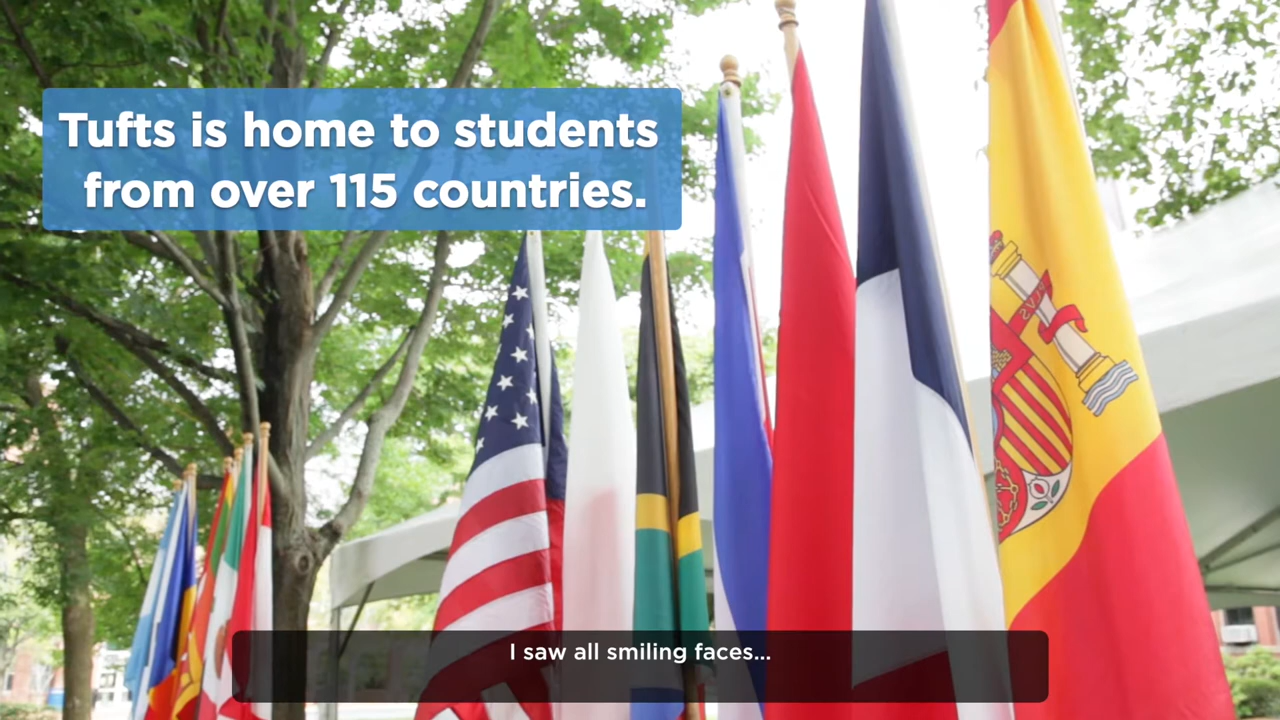 Tufts is home to students
from over 115 countries.
I saw all smiling faces...